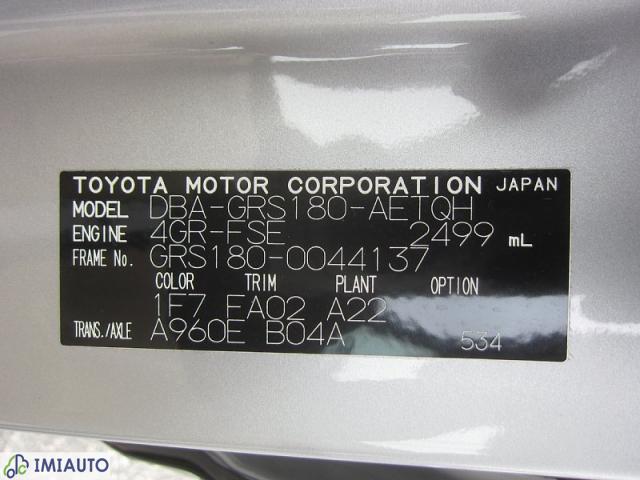 TOYOTA MOTOR CORPORATION JAPAN
MODEL DBA-GRS180-AETQH
ENGINE 4GR-FSE 2499 mL
FRAME No. GRS180-0044137
COLOR TRIM PLANT OPTION
1F7 FA02 A22
TRANS./AXLE A960E B04A 534
IMIAUTO